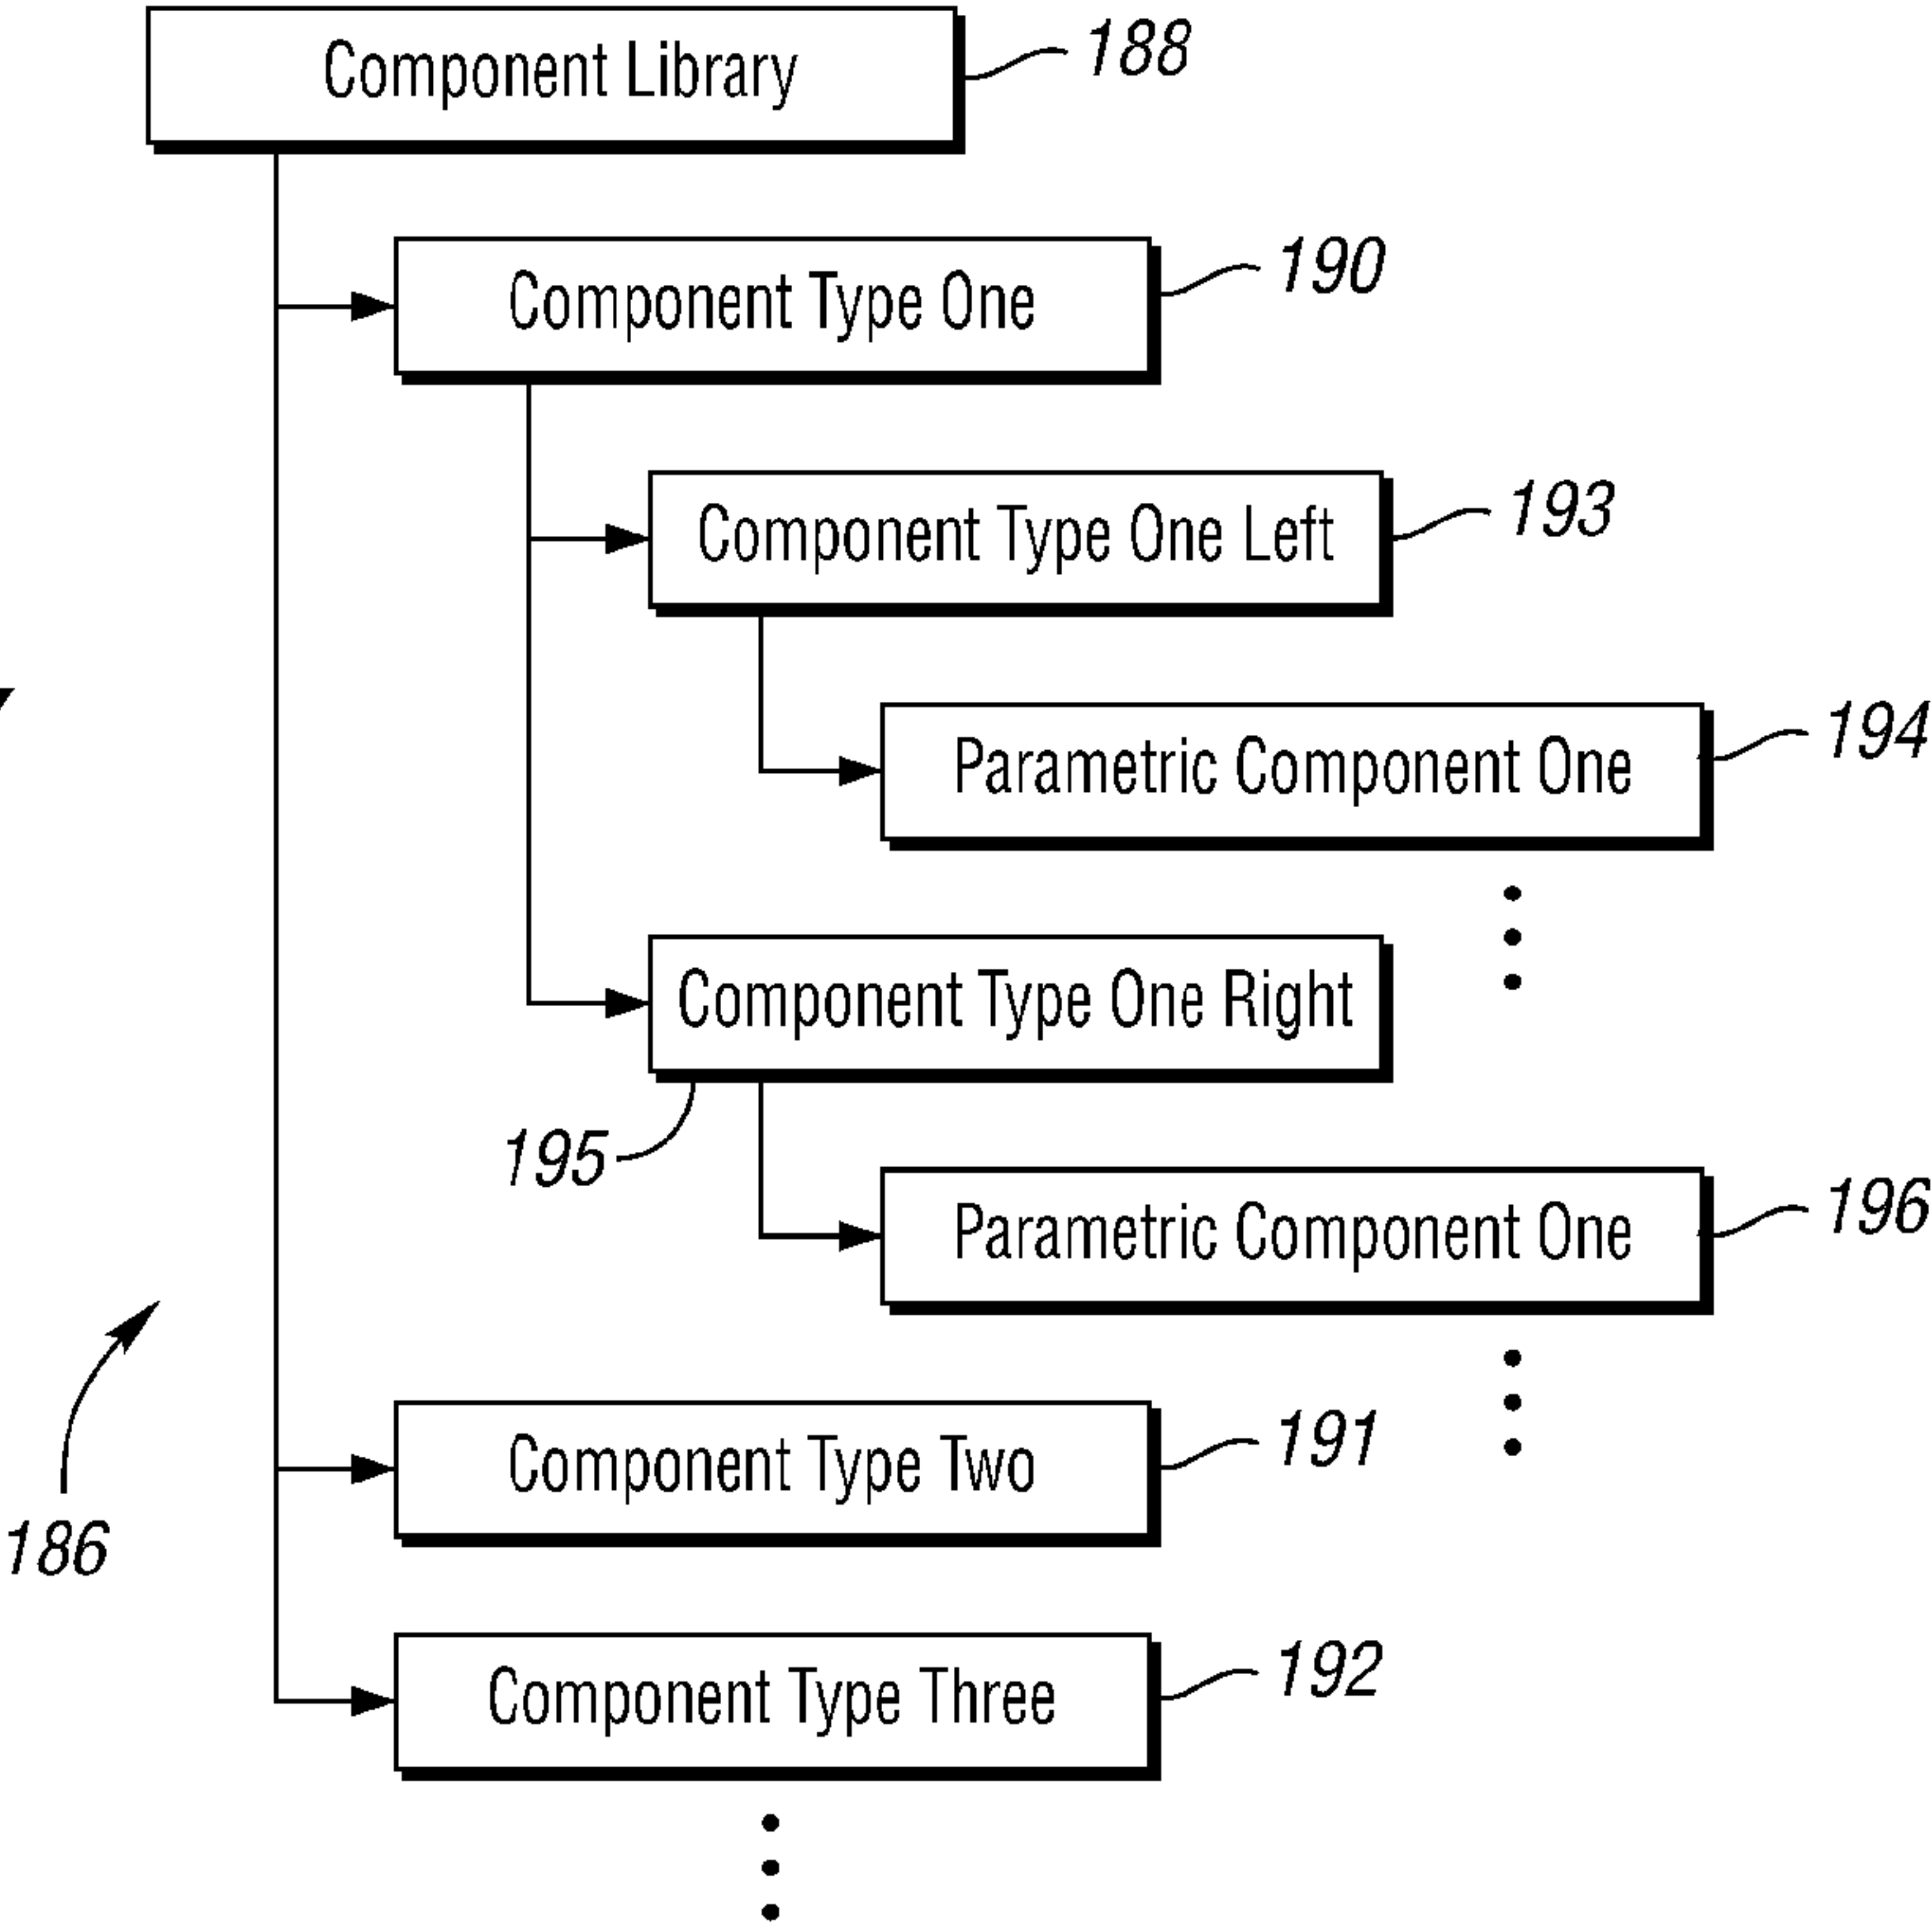 Component Library
188
Component Type One
190
Component Type One Left
193
Parametric Component One
194
Component Type One Right
195
Parametric Component One
196
Component Type Two
191
186
Component Type Three
192